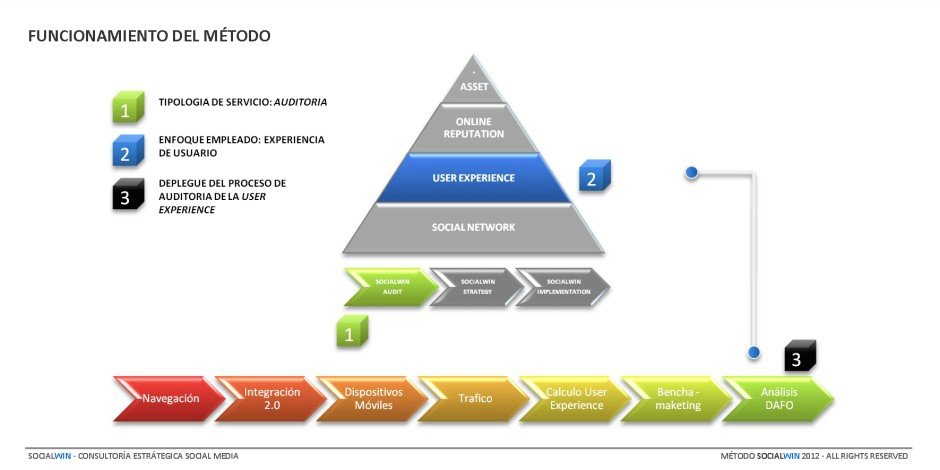 FUNCIONAMIENTO DEL MÉTODO
1
TIPOLOGIA DE SERVICIO: AUDITORIA
2
ENFOQUE EMPLEADO: EXPERIENCIA
DE USUARIO
3
DEPLEGUE DEL PROCESO DE
AUDITORIA DE LA USER
EXPERIENCE
.
ASSET
ONLINE
REPUTATION
USER EXPERIENCE
2
SOCIAL NETWORK
SOCIALWIN
AUDIT
SOCIALWIN
STRATEGY
SOCIALWIN
IMPLEMENTATION
1
3
Navegación
Integración
2.0
Dispositivos
Móviles
Trafico
Calculo User
Experience
Bencha -
maketing
Análisis
DAFO
SOCIALWIN - CONSULTORÍA ESTRÁTEGICA SOCIAL MEDIA
MÉTODO SOCIALWIN 2012 - ALL RIGHTS RESERVED